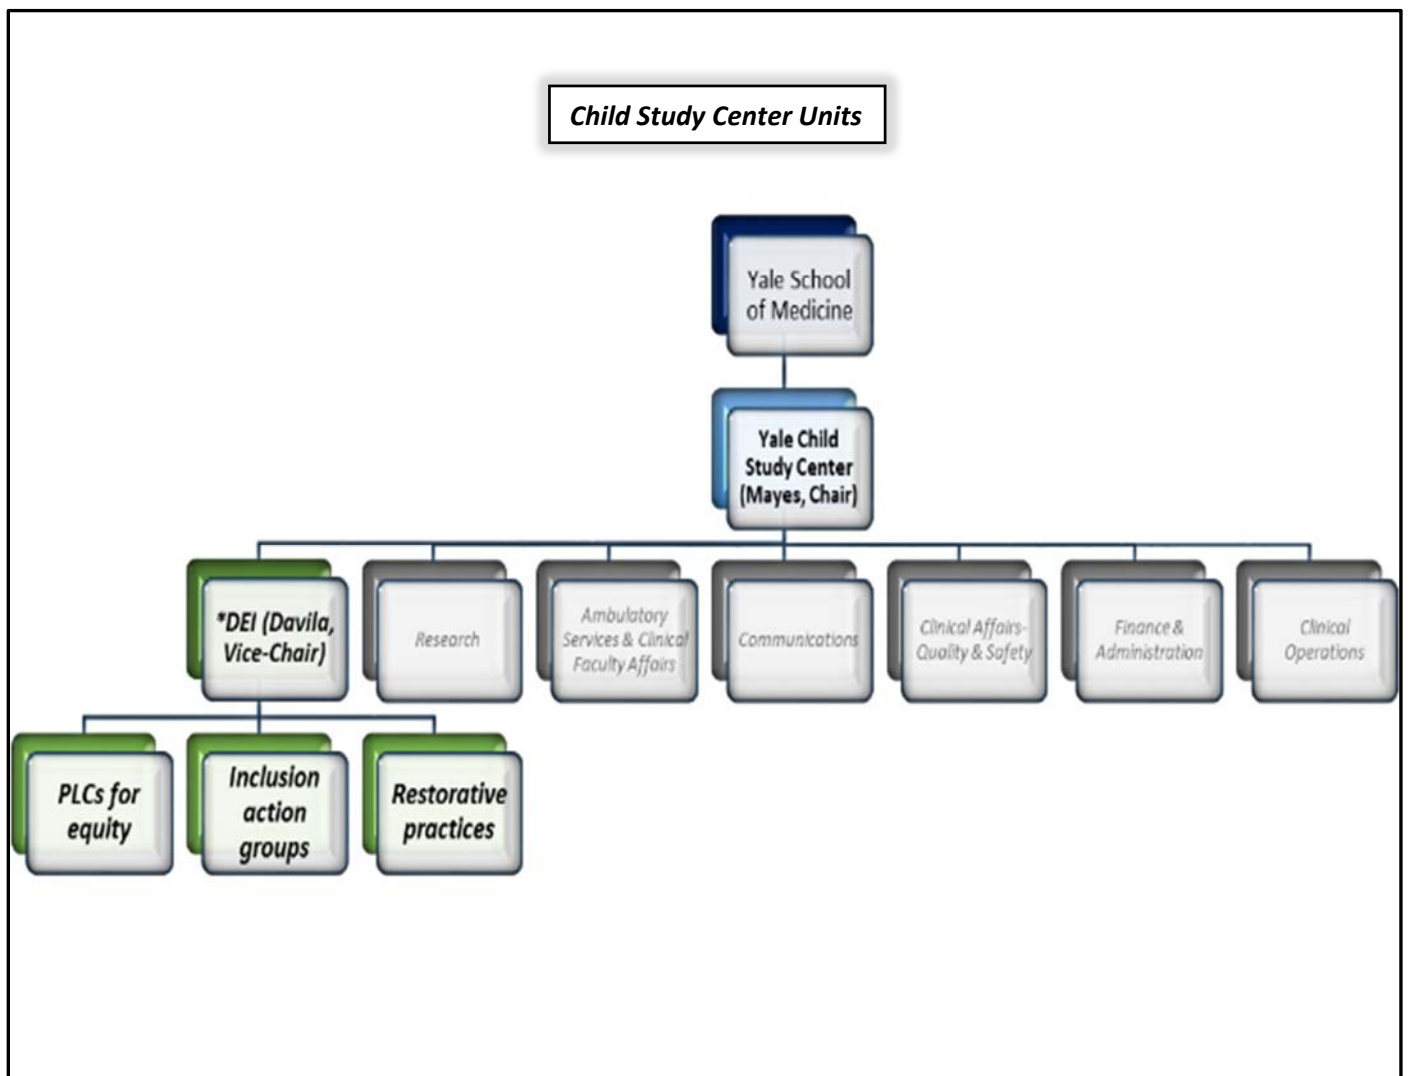 Child Study Center Units
Yale School
of Medicine
Yale Child
Study Center
(Mayes, Chair)
*DEI (Davila,
Vice-Chair)
Research
Ambulatory
Services & Clinical
Faculty Affairs
Communications
Clinical Affairs-
Quality & Safety
Finance &
Administration
Clinical
Operations
PLCs for
equity
Inclusion
action
groups
Restorative
practices